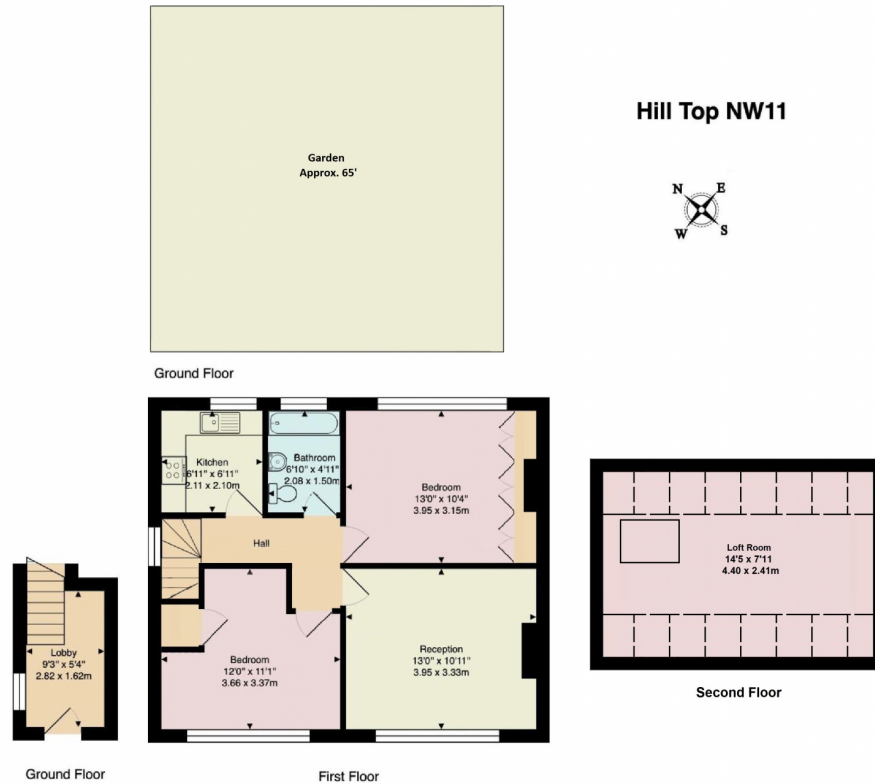 Garden
Approx. 65'
Hill Top NW11
N E
W S
Ground Floor
Kitchen
6'11" x 6'11"
2.11 x 2.10m
Bathroom
6'10" x 4'11"
2.08 x 1.50m
Bedroom
13'0" x 10'4"
3.95 x 3.15m
Hall
Loft Room
14'5 x 7'11
4.40 x 2.41m
Lobby
9'3" x 5'4"
2.82 x 1.62m
Bedroom
12'0" x 11'1"
3.66 x 3.37m
Reception
13'0" x 10'11"
3.95 x 3.33m
Second Floor
Ground Floor
First Floor